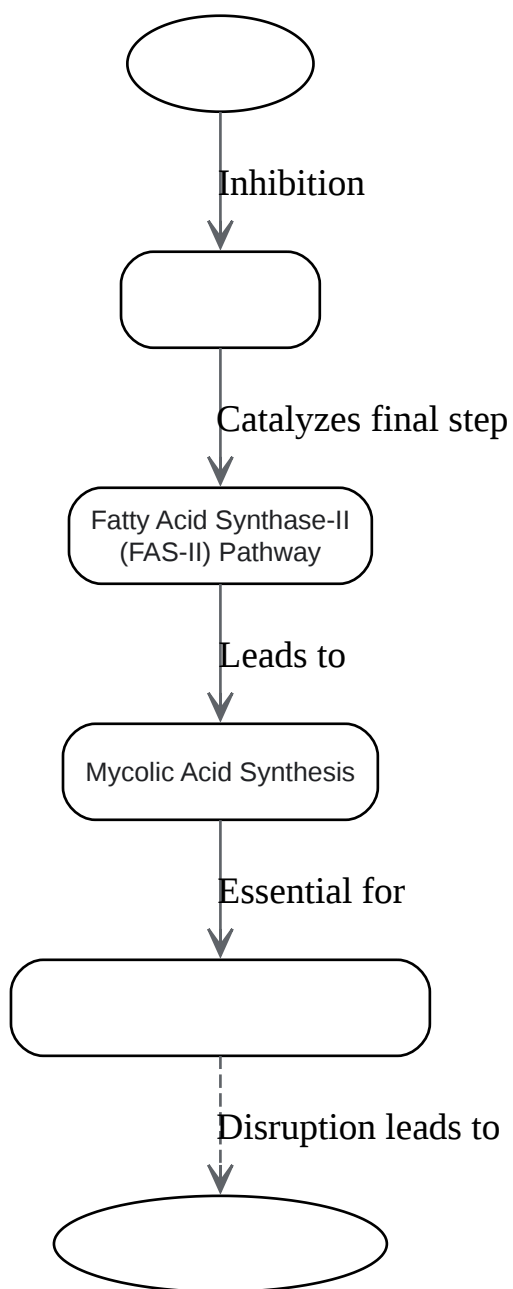 Inhibition
Catalyzes final step
Fatty Acid Synthase-II
(FAS-II) Pathway
Leads to
Mycolic Acid Synthesis
Essential for
Disruption leads to